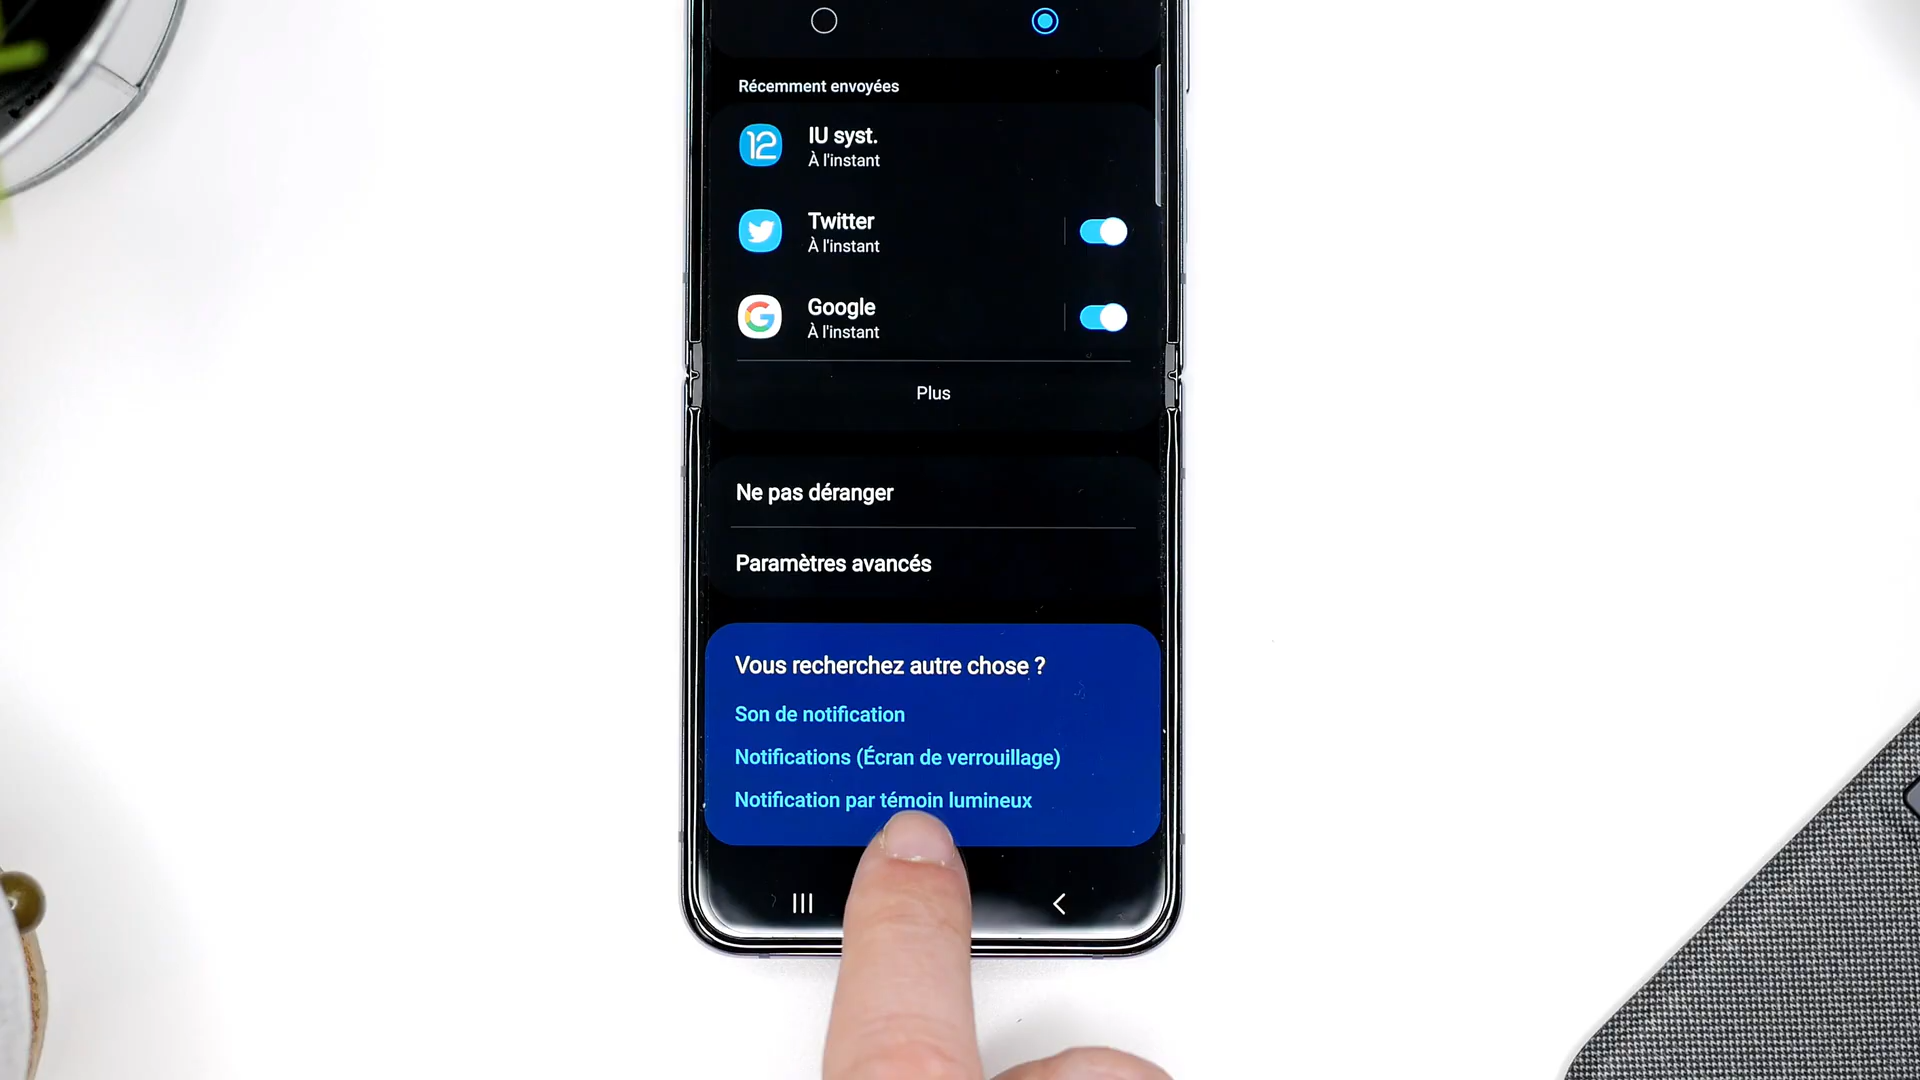 Récemment envoyées
12
IU syst.
À l'instant
Twitter
À l'instant
G
Google
À l'instant
Plus
Ne pas déranger
Paramètres avancés
Vous recherchez autre chose ?
Son de notification
Notifications (Écran de verrouillage)
Notification par témoin lumineux